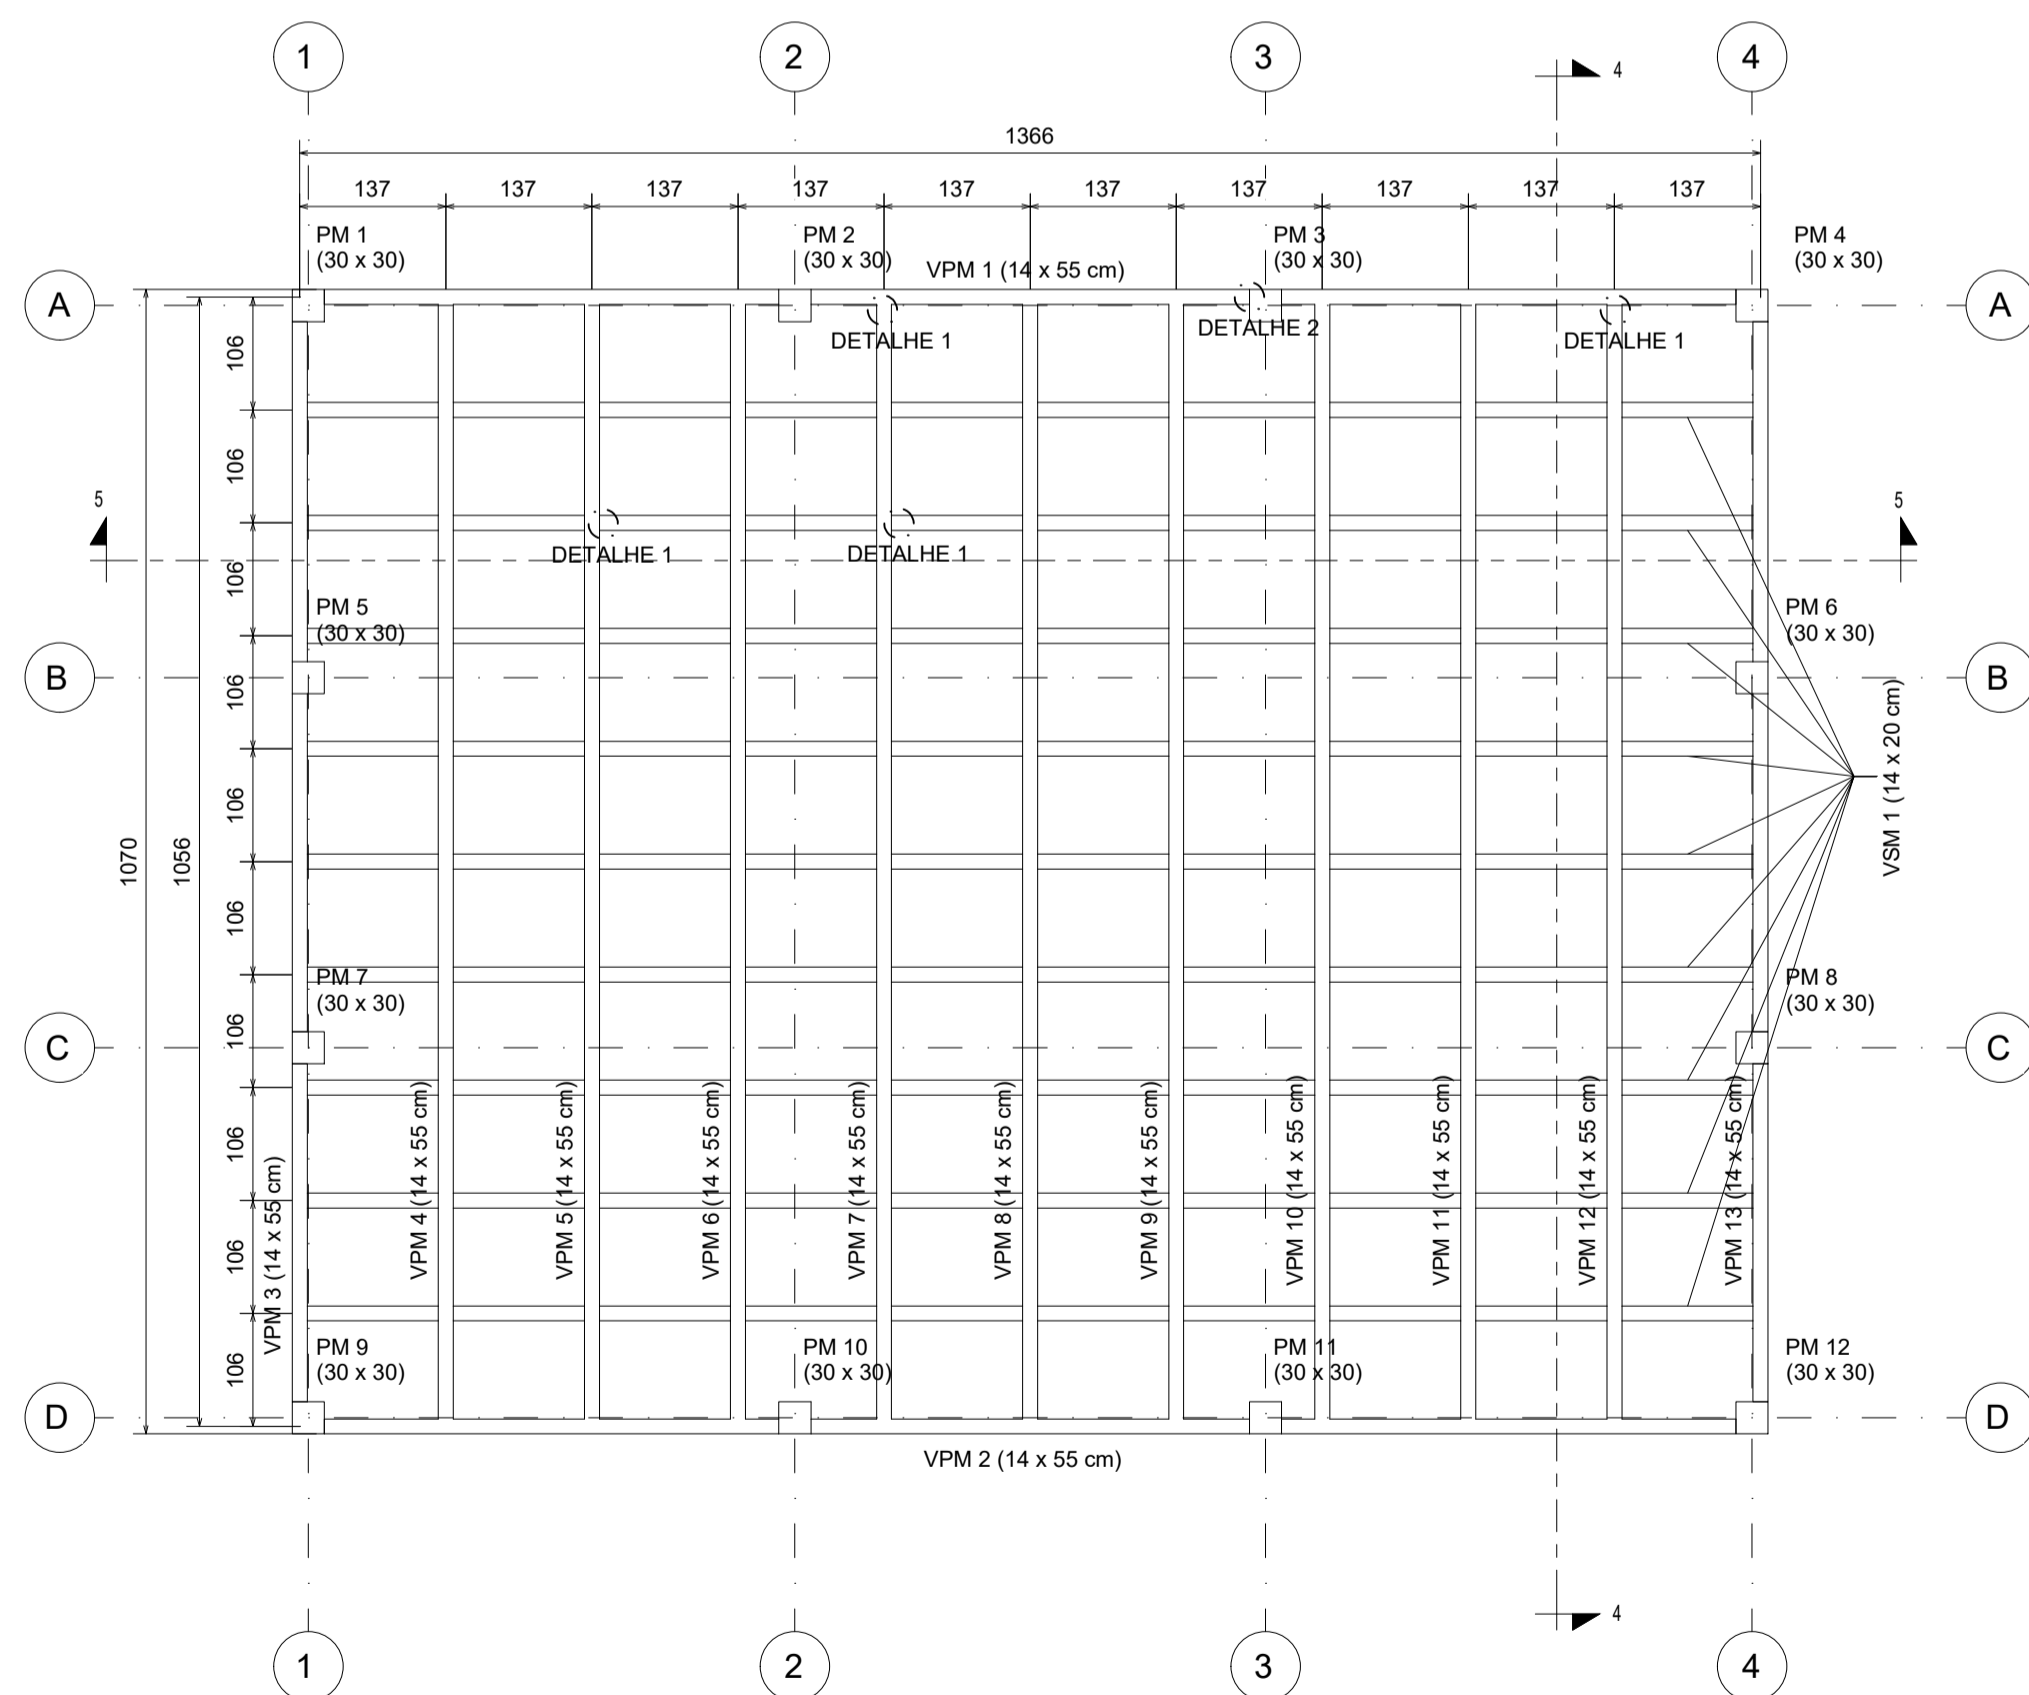 1 2 3 4
4
1366
137 137 137 137 137 137 137 137 137 137
PM 1
(30 x 30)
PM 2
(30 x 30)
VPM 1 (14 x 55 cm)
PM 3
(30 x 30)
PM 4
(30 x 30)
A A
DETALHE 1
DETALHE 2
DETALHE 1
106
106
5 5
DETALHE 1
DETALHE 1
106
PM 5
(30 x 30)
PM 6
(30 x 30)
B B
106
VSM 1 (14 x 20 cm)
106
1070
1056
106
PM 7
(30 x 30)
PM 8
(30 x 30)
106
C C
106
VPM 3 (14 x 55 cm)
VPM 4 (14 x 55 cm)
VPM 5 (14 x 55 cm)
VPM 6 (14 x 55 cm)
VPM 7 (14 x 55 cm)
VPM 8 (14 x 55 cm)
VPM 9 (14 x 55 cm)
VPM 10 (14 x 55 cm)
VPM 11 (14 x 55 cm)
VPM 12 (14 x 55 cm)
VPM 13 (14 x 55 cm)
106
106
PM 9
(30 x 30)
PM 10
(30 x 30)
PM 11
(30 x 30)
PM 12
(30 x 30)
D D
VPM 2 (14 x 55 cm)
4
1 2 3 4